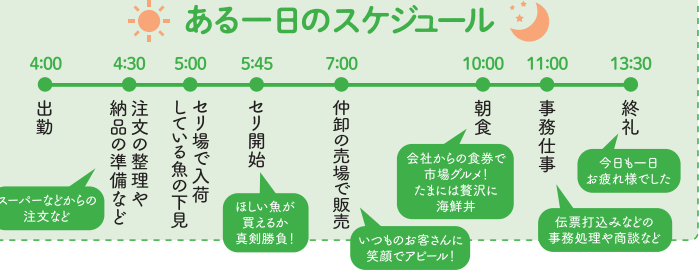 ある一日のスケジュール
4:00
出勤
4:30
注文の整理や
納品の準備など
スーパーなどからの
注文など
5:00
セリ場で入荷
している魚の下見
5:45
セリ開始
ほしい魚が
買えるか
真剣勝負!
7:00
仲卸の売場で販売
いつものお客さんに
笑顔でアピール!
10:00
朝食
会社からの食券で
市場グルメ!
たまには贅沢に
海鮮丼
11:00
事務仕事
伝票打込みなどの
事務処理や商談など
13:30
終礼
今日も一日
お疲れ様でした